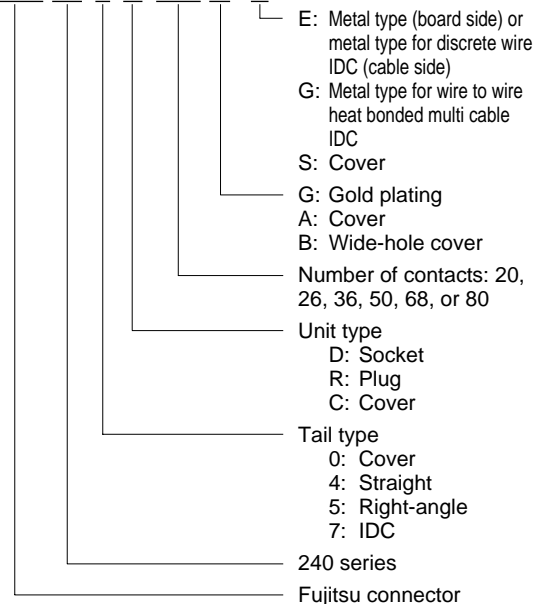 E: Metal type (board side) or
metal type for discrete wire
IDC (cable side)
G: Metal type for wire to wire
heat bonded multi cable
IDC
S: Cover
G: Gold plating
A: Cover
B: Wide-hole cover
Number of contacts: 20,
26, 36, 50, 68, or 80
Unit type
D: Socket
R: Plug
C: Cover
Tail type
0: Cover
4: Straight
5: Right-angle
7: IDC
240 series
Fujitsu connector